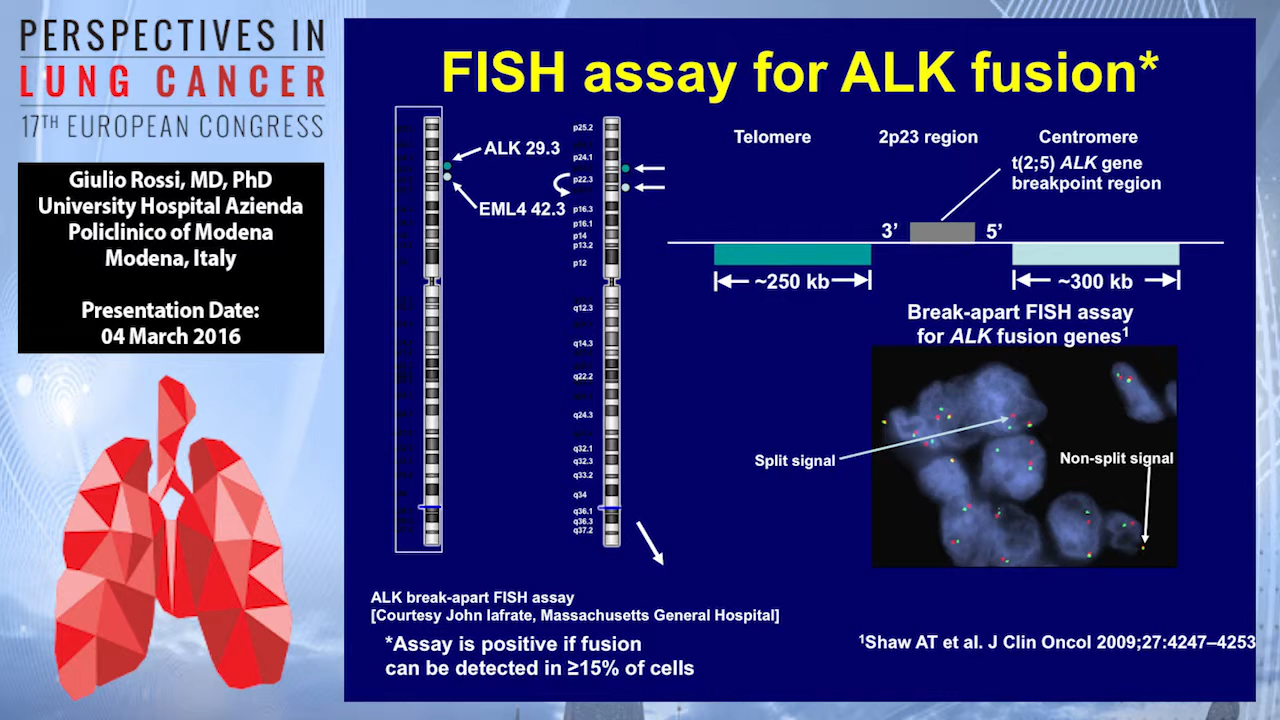 PERSPECTIVES IN
LUNG CANCER
17TH EUROPEAN CONGRESS
Giulio Rossi, MD, PhD
University Hospital Azienda
Policlinico of Modena
Modena, Italy
Presentation Date:
04 March 2016
FISH assay for ALK fusion*
ALK 29.3
EML4 42.3
p25.2
p24.1
p22.3
p16.3
p16.1
p14
p13.2
p12
q12.3
q14.3
q22.2
q24.3
q32.1
q32.3
q33.2
q34
q36.1
q36.3
q37.2
Telomere 2p23 region Centromere
t(2;5) ALK gene
breakpoint region
3’ 5’
~250 kb ~300 kb
Break-apart FISH assay
for ALK fusion genes1
Split signal
Non-split signal
ALK break-apart FISH assay
[Courtesy John Iafrate, Massachusetts General Hospital]
*Assay is positive if fusion
can be detected in ≥15% of cells
1Shaw AT et al. J Clin Oncol 2009;27:4247–4253